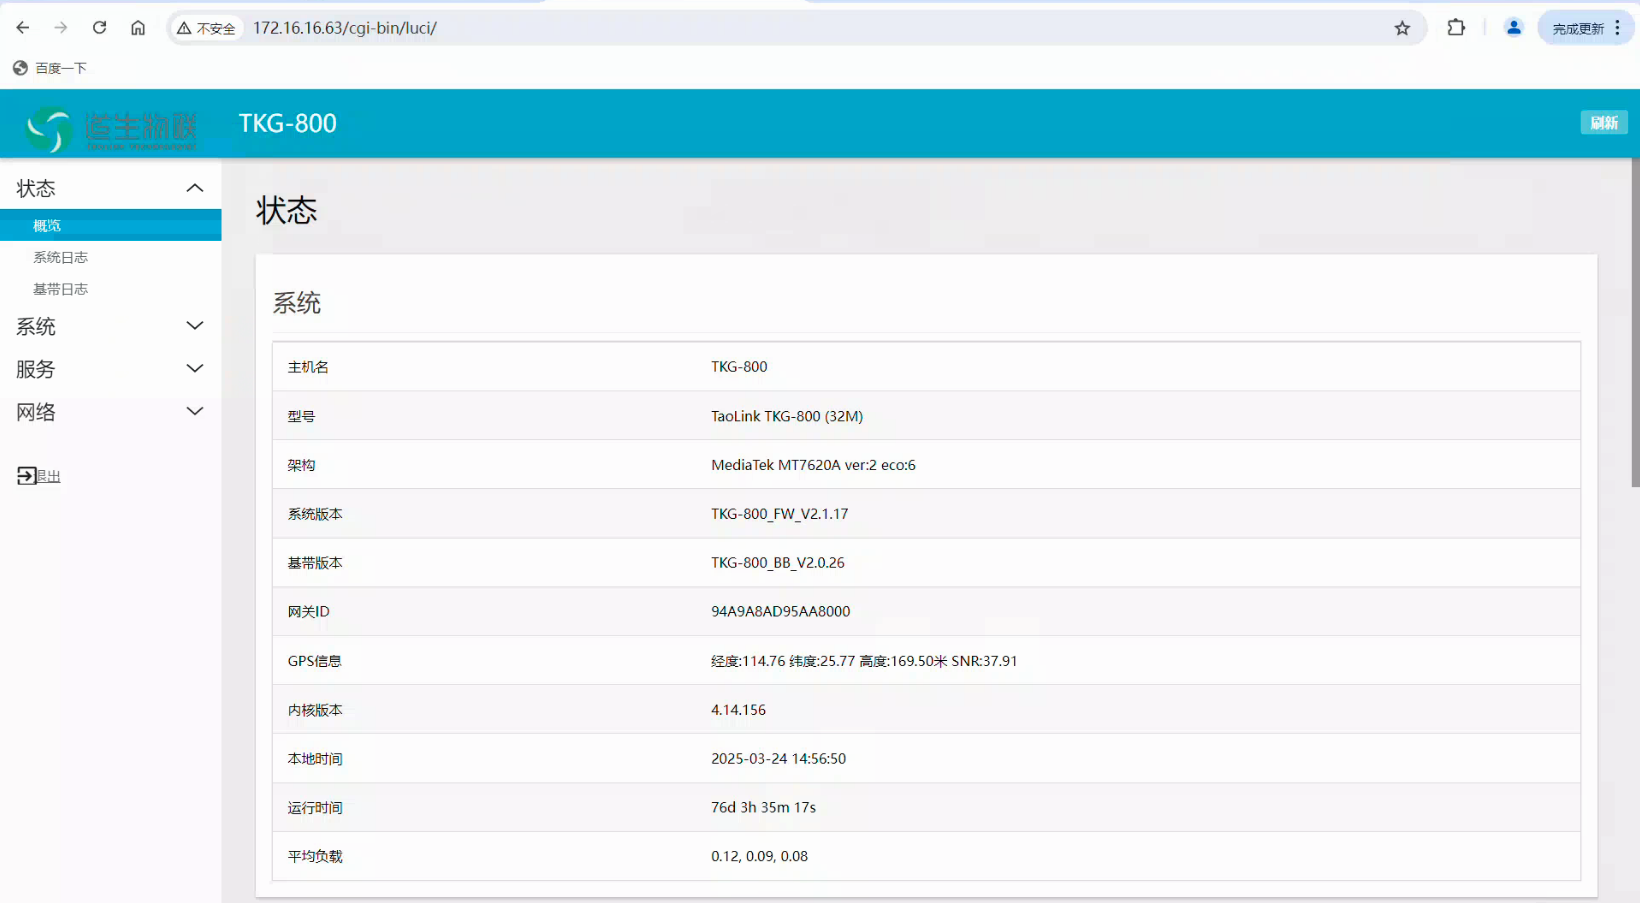 不安全
172.16.16.63/cgi-bin/luci/
完成更新
百度一下
道生物联
TKG-800
刷新
状态
概览
系统日志
基带日志
系统
服务
网络
退出
状态
系统
主机名 TKG-800
型号 TaoLink TKG-800 (32M)
架构 MediaTek MT7620A ver:2 eco:6
系统版本 TKG-800_FW_V2.1.17
基带版本 TKG-800_BB_V2.0.26
网关ID 94A9A8AD95AA8000
GPS信息 经度:114.76 纬度:25.77 高度:169.50米 SNR:37.91
内核版本 4.14.156
本地时间 2025-03-24 14:56:50
运行时间 76d 3h 35m 17s
平均负载 0.12, 0.09, 0.08